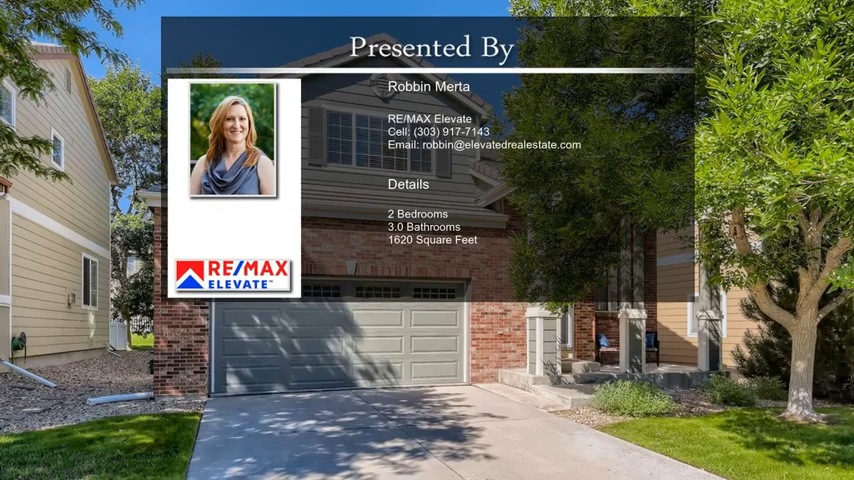 Presented By
Robbin Merta
RE/MAX Elevate
Cell: (303) 917-7143
Email: robbin@elevatedrealestate.com
Details
2 Bedrooms
3.0 Bathrooms
1620 Square Feet
RE/MAX
ELEVATE™